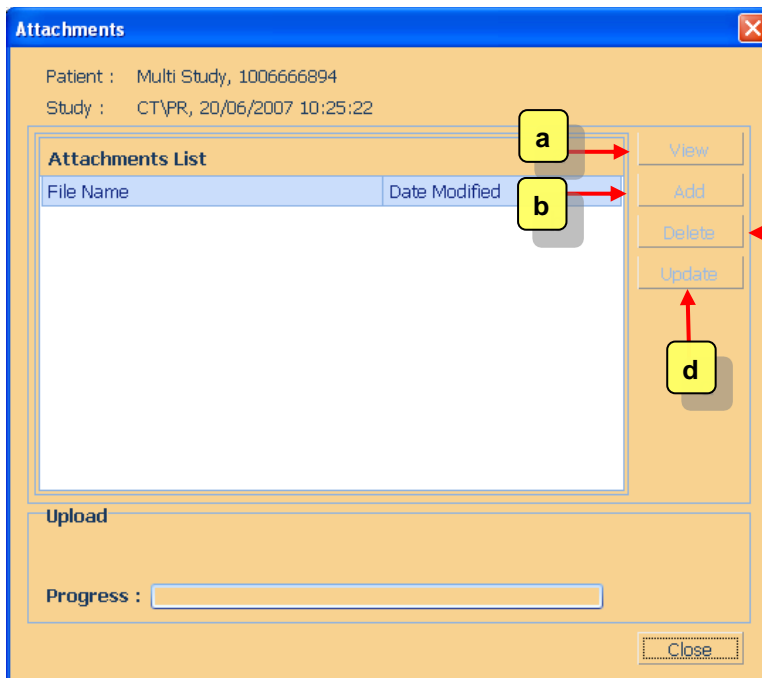 Attachments
Patient : Multi Study, 1006666894
Study : CT\PR, 20/06/2007 10:25:22
a
View
Attachments List
File Name Date Modified
b
Add
Delete
Update
d
Upload
Progress :
Close